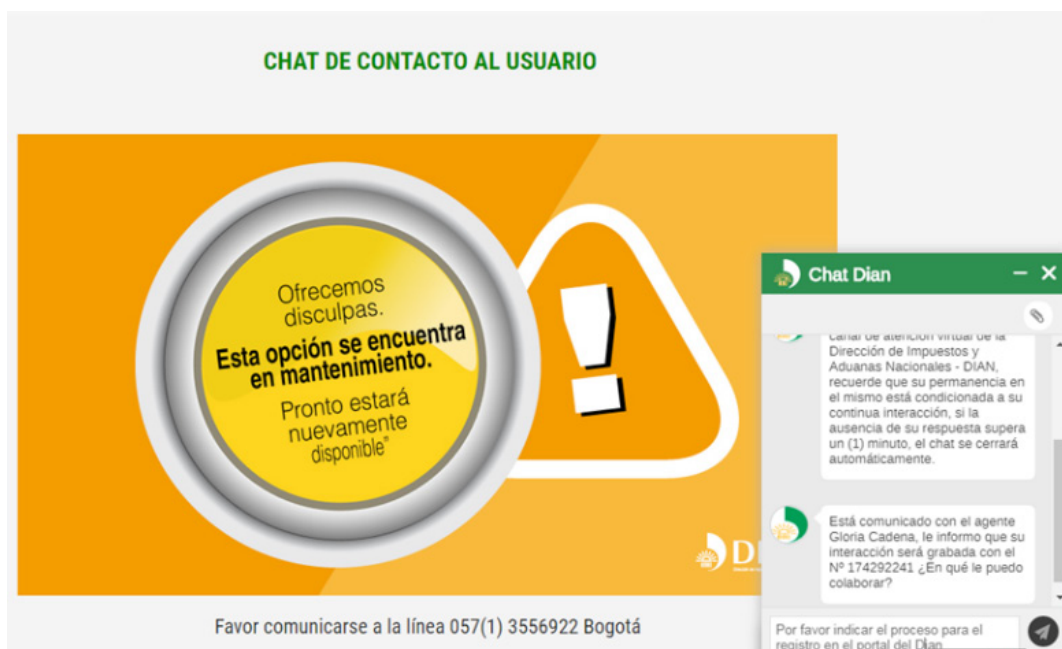 CHAT DE CONTACTO AL USUARIO
Ofrecemos
disculpas.
Esta opción se encuentra
en mantenimiento.
Pronto estará
nuevamente
disponible"
Favor comunicarse a la línea 057(1) 3556922 Bogotá
Chat Dian
canal de atención virtual de la
Dirección de Impuestos y
Aduanas Nacionales - DIAN,
recuerde que su permanencia en
el mismo está condicionada a su
continua interacción, si la
ausencia de su respuesta supera
un (1) minuto, el chat se cerrará
automáticamente.
Está comunicado con el agente
Gloria Cadena, le informo que su
interacción será grabada con el
Nº 174292241 ¿En qué le puedo
colaborar?
Por favor indicar el proceso para el
registro en el portal del Dian